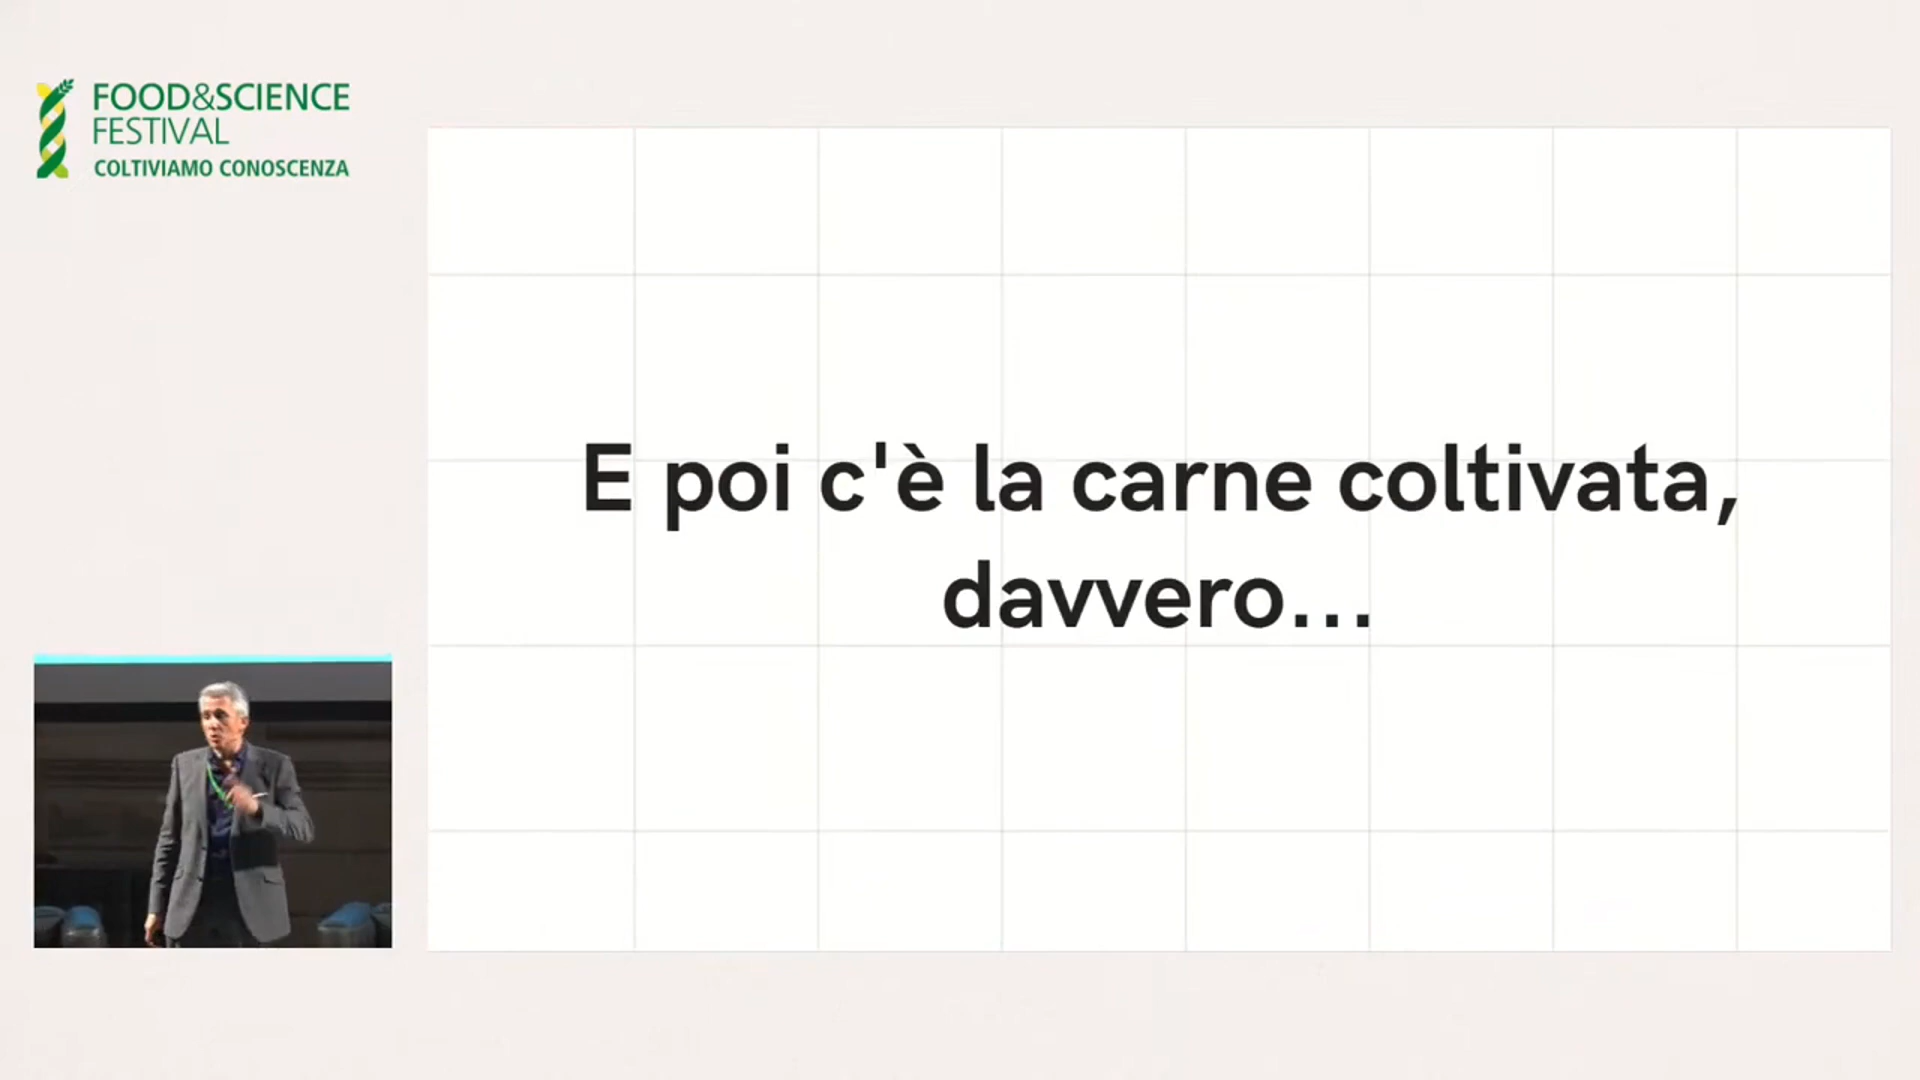 FOOD&SCIENCE
FESTIVAL
COLTIVIAMO CONOSCENZA
E poi c'è la carne coltivata,
davvero...